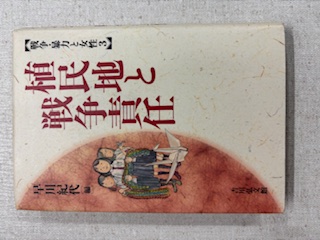 【戦争・暴力と女性3】
植民地と
戦争責任
早川紀代 編
吉川弘文館